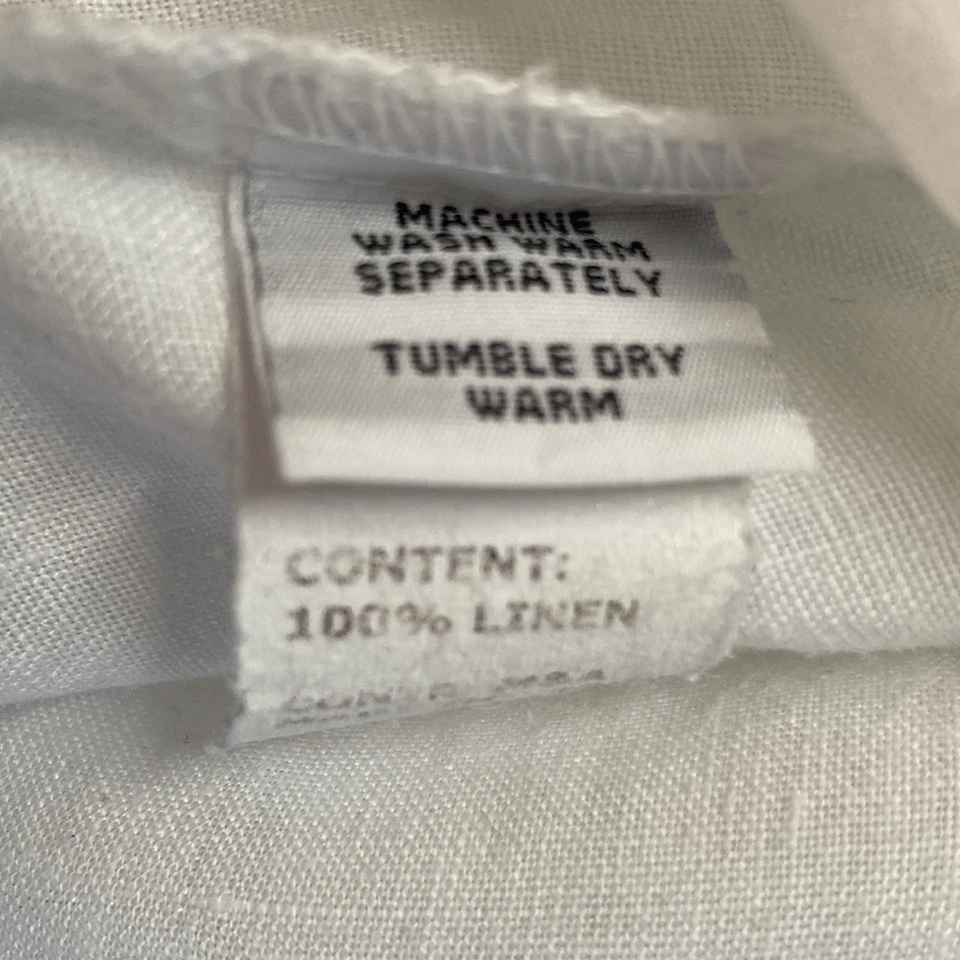 MACHINE
WASH WARM
SEPARATELY
TUMBLE DRY
WARM
CONTENT:
100% LINEN